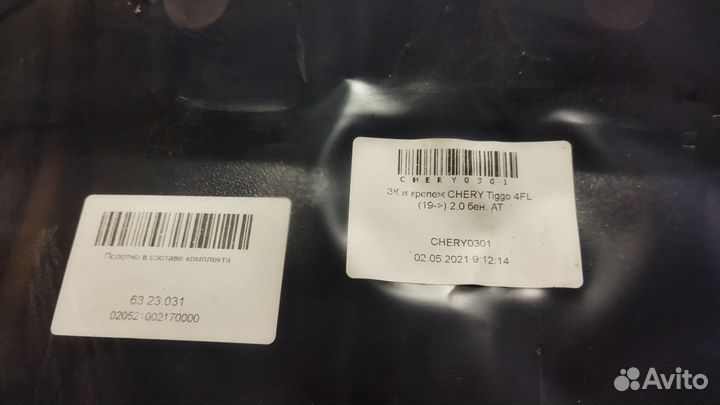 CHERY0301
ЗК и крепеж CHERY Tiggo 4FL
(19->) 2,0 бен. АТ
CHERY0301
02.05.2021 9:12:14
Полотно в составе комплекта
63.23.031
020521002170000
Avito